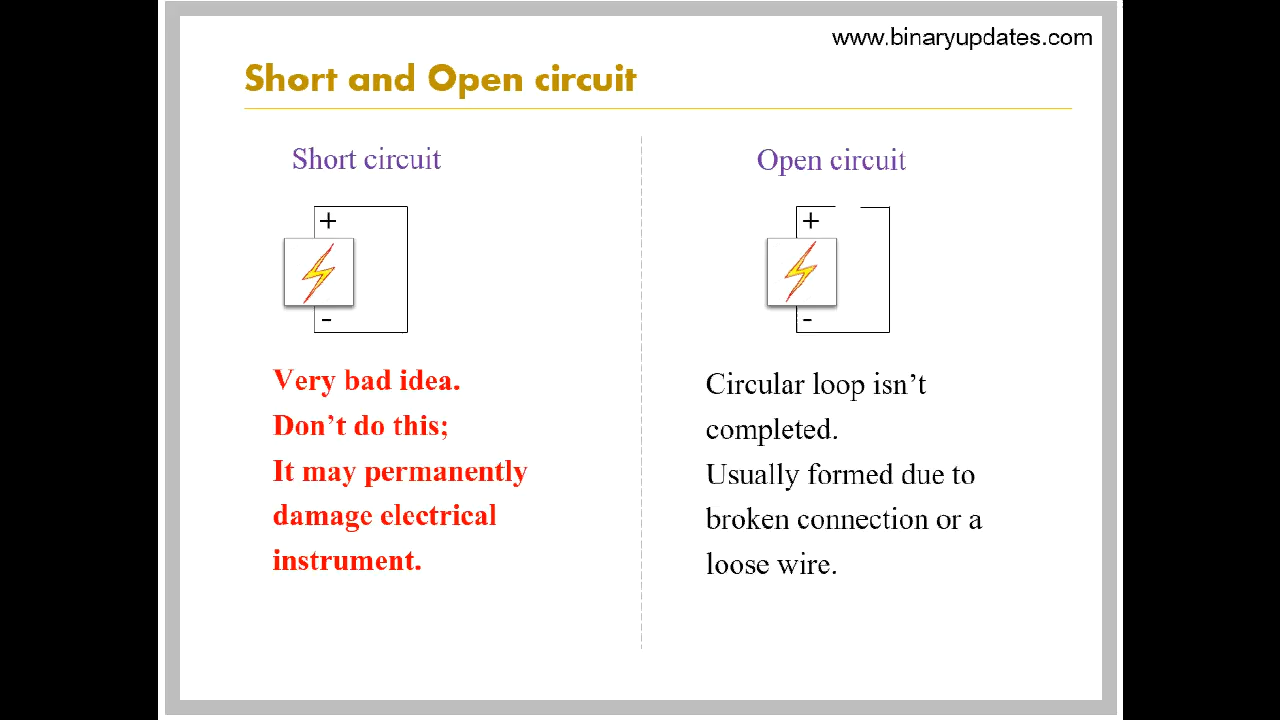 www.binaryupdates.com
Short and Open circuit
Short circuit
+
-
Very bad idea.
Don’t do this;
It may permanently
damage electrical
instrument.
Open circuit
+
-
Circular loop isn’t
completed.
Usually formed due to
broken connection or a
loose wire.